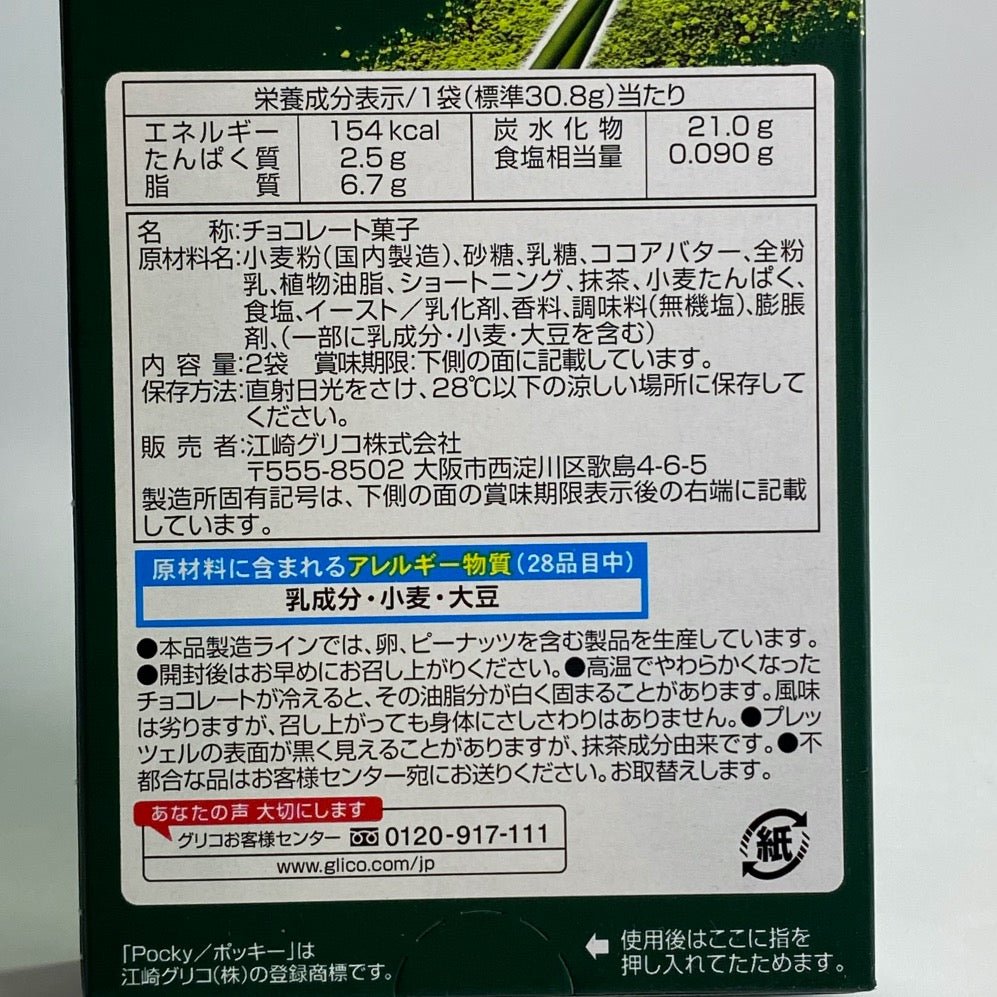 栄養成分表示/1袋(標準30.8g)当たり
エネルギー 154kcal 炭水化物 21.0g
たんぱく質 2.5g 食塩相当量 0.090g
脂質 6.7g
名称:チョコレート菓子
原材料名:小麦粉(国内製造)、砂糖、乳糖、ココアバター、全粉
乳、植物油脂、ショートニング、抹茶、小麦たんぱく、
食塩、イースト/乳化剤、香料、調味料(無機塩)、膨脹
剤、(一部に乳成分・小麦・大豆を含む)
内容量:2袋 賞味期限:下側の面に記載しています。
保存方法:直射日光をさけ、28℃以下の涼しい場所に保存して
ください。
販売者:江崎グリコ株式会社
〒555-8502 大阪市西淀川区歌島4-6-5
製造所固有記号は、下側の面の賞味期限表示後の右端に記載
しています。
原材料に含まれるアレルギー物質(28品目中)
乳成分・小麦・大豆
●本品製造ラインでは、卵、ピーナッツを含む製品を生産しています。
●開封後はお早めにお召し上がりください。●高温でやわらかくなった
チョコレートが冷えると、その油脂分が白く固まることがあります。風味
は劣りますが、召し上がっても身体にさしさわりはありません。●プレッ
ツェルの表面が黒く見えることがありますが、抹茶成分由来です。●不
都合な品はお客様センター宛にお送りください。お取替えします。
あなたの声 大切にします
グリコお客様センター 0120-917-111
www.glico.com/jp
紙
「Pocky/ポッキー」は
江崎グリコ(株)の登録商標です。
使用後はここに指を
押し入れてたためます。